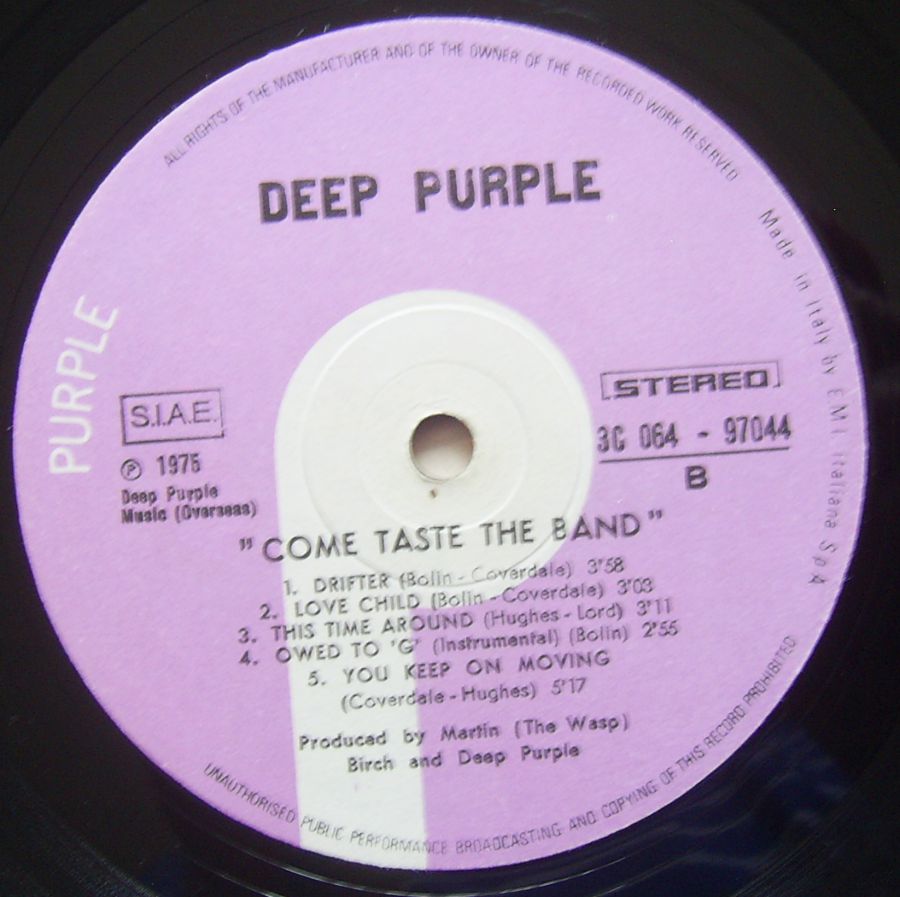 ALL RIGHTS OF THE MANUFACTURER AND OF THE OWNER OF THE RECORDED WORK RESERVED
DEEP PURPLE
Made in Italy by EMI Italiana SpA
PURPLE
S.I.A.E.
STEREO
3C 064 - 97044
B
℗ 1975
Deep Purple
Music (Overseas)
"COME TASTE THE BAND"
1. DRIFTER (Bolin - Coverdale) 3'58
2. LOVE CHILD (Bolin - Coverdale) 3'03
3. THIS TIME AROUND (Hughes - Lord) 3'11
4. OWED TO 'G' (Instrumental) (Bolin) 2'55
5. YOU KEEP ON MOVING
(Coverdale - Hughes) 5'17
Produced by Martin (The Wasp)
Birch and Deep Purple
UNAUTHORISED PUBLIC PERFORMANCE BROADCASTING AND COPYING OF THIS RECORD PROHIBITED